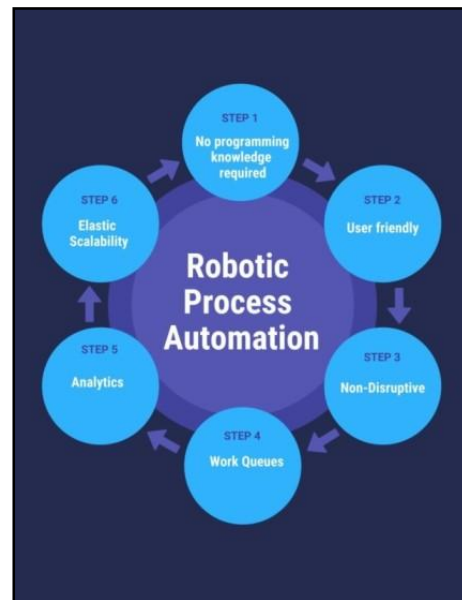 STEP 1
No programming
knowledge
required
STEP 2
User friendly
STEP 3
Non-Disruptive
STEP 4
Work Queues
STEP 5
Analytics
STEP 6
Elastic
Scalability
Robotic
Process
Automation